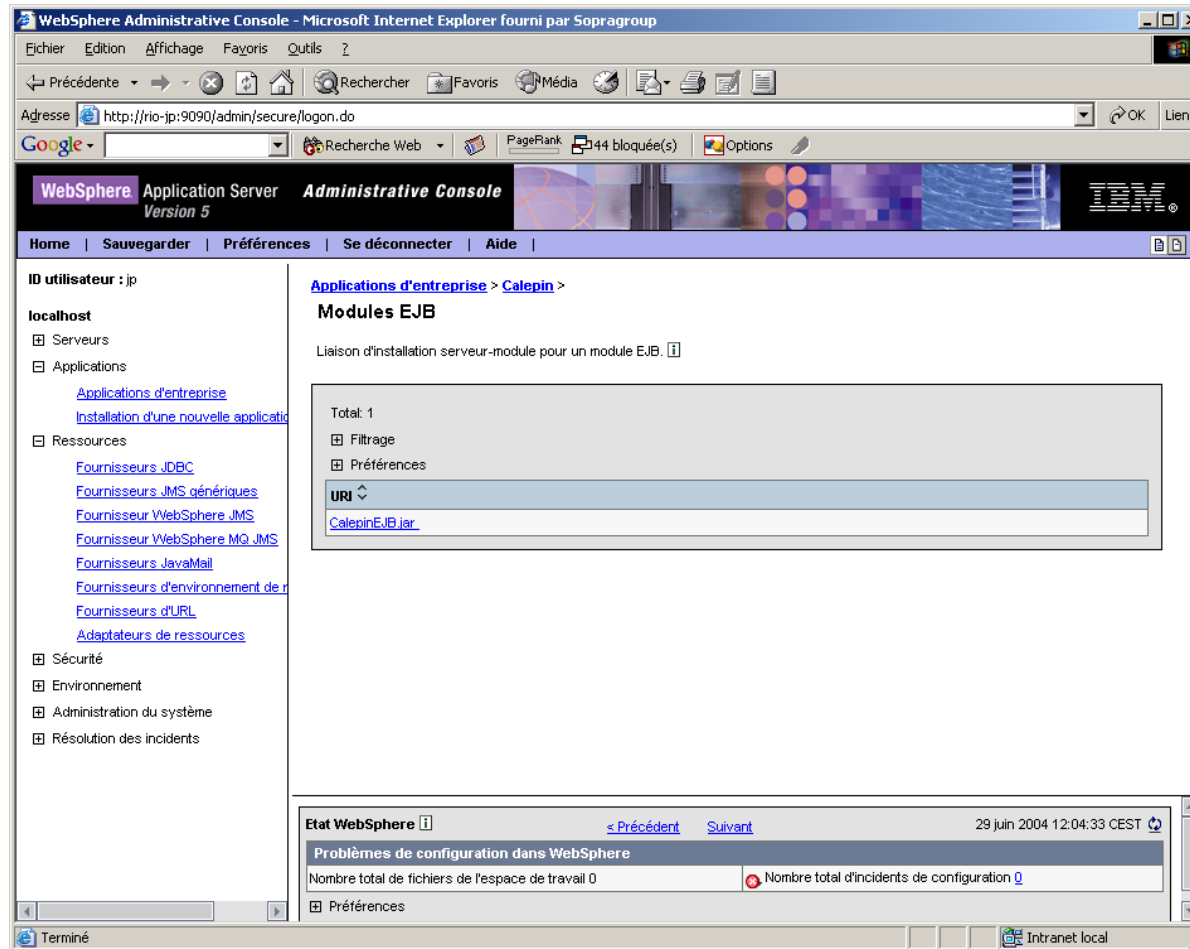 WebSphere Administrative Console - Microsoft Internet Explorer fourni par Sopragroup
Fichier Edition Affichage Favoris Outils ?
Précédente Rechercher Favoris Média
Adresse http://rio-jp:9090/admin/secure/logon.do OK Lien
Google Recherche Web PageRank 44 bloquée(s) Options
WebSphere Application Server Administrative Console
Version 5
IBM ®
Home | Sauvegarder | Préférences | Se déconnecter | Aide |
ID utilisateur : jp
localhost
Serveurs
Applications
Applications d'entreprise
Installation d'une nouvelle applicatio
Ressources
Fournisseurs JDBC
Fournisseurs JMS génériques
Fournisseur WebSphere JMS
Fournisseur WebSphere MQ JMS
Fournisseurs JavaMail
Fournisseurs d'environnement de r
Fournisseurs d'URL
Adaptateurs de ressources
Sécurité
Environnement
Administration du système
Résolution des incidents
Applications d'entreprise > Calepin >
Modules EJB
Liaison d'installation serveur-module pour un module EJB. i
Total: 1
Filtrage
Préférences
URI
CalepinEJB.jar
Etat WebSphere i < Précédent Suivant 29 juin 2004 12:04:33 CEST
Problèmes de configuration dans WebSphere
Nombre total de fichiers de l'espace de travail 0 Nombre total d'incidents de configuration 0
Préférences
Terminé Intranet local